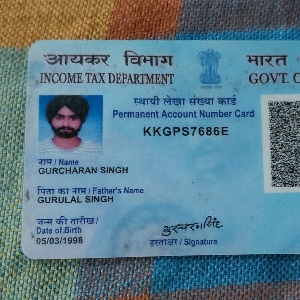 आयकर विभाग
भारत
INCOME TAX DEPARTMENT
GOVT.
स्थायी लेखा संख्या कार्ड
Permanent Account Number Card
KKGPS7686E
नाम / Name
GURCHARAN SINGH
पिता का नाम / Father's Name
GURULAL SINGH
जन्म की तारीख /
Date of Birth
05/03/1998
हस्ताक्षर / Signature